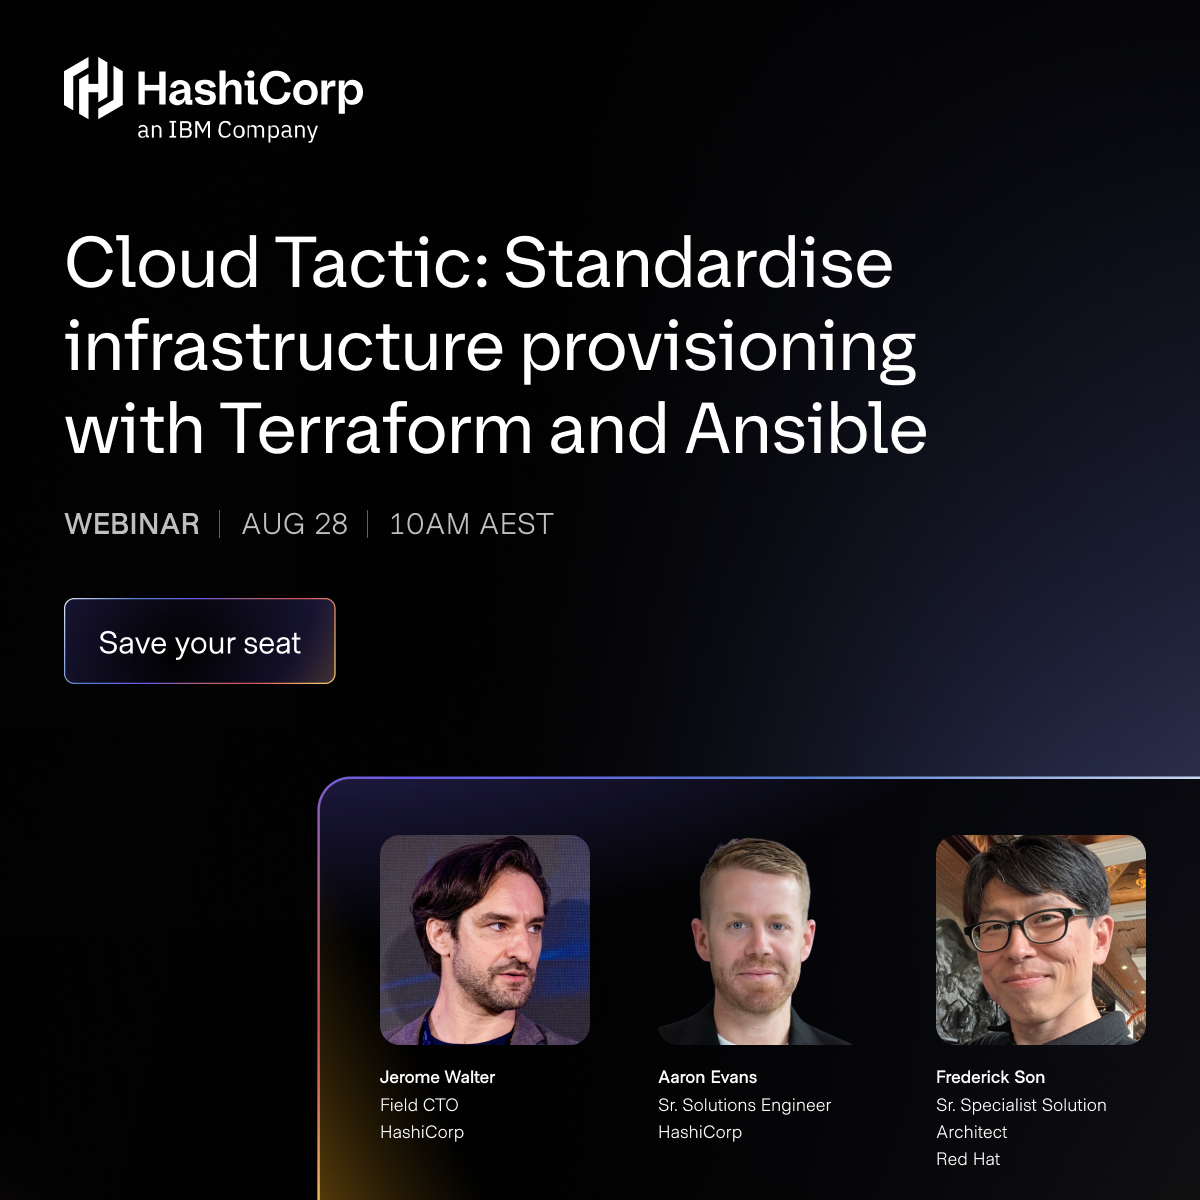 HashiCorp
an IBM Company
Cloud Tactic: Standardise
infrastructure provisioning
with Terraform and Ansible
WEBINAR | AUG 28 | 10AM AEST
Save your seat
Jerome Walter
Field CTO
HashiCorp
Aaron Evans
Sr. Solutions Engineer
HashiCorp
Frederick Son
Sr. Specialist Solution
Architect
Red Hat